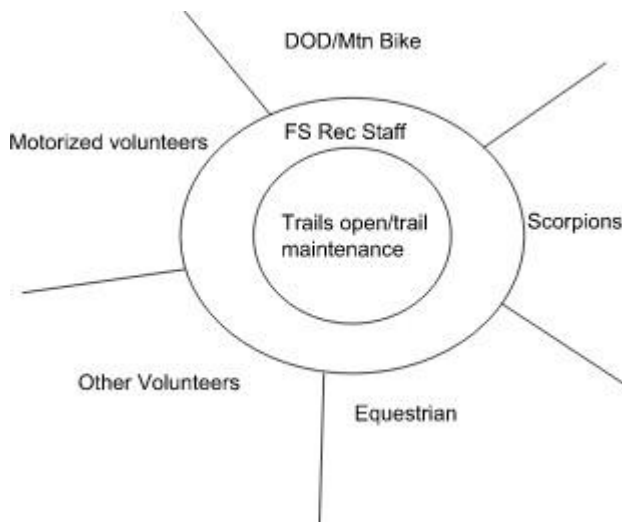 DOD/Mtn Bike
FS Rec Staff
Motorized volunteers
Trails open/trail
maintenance
Scorpions
Other Volunteers
Equestrian